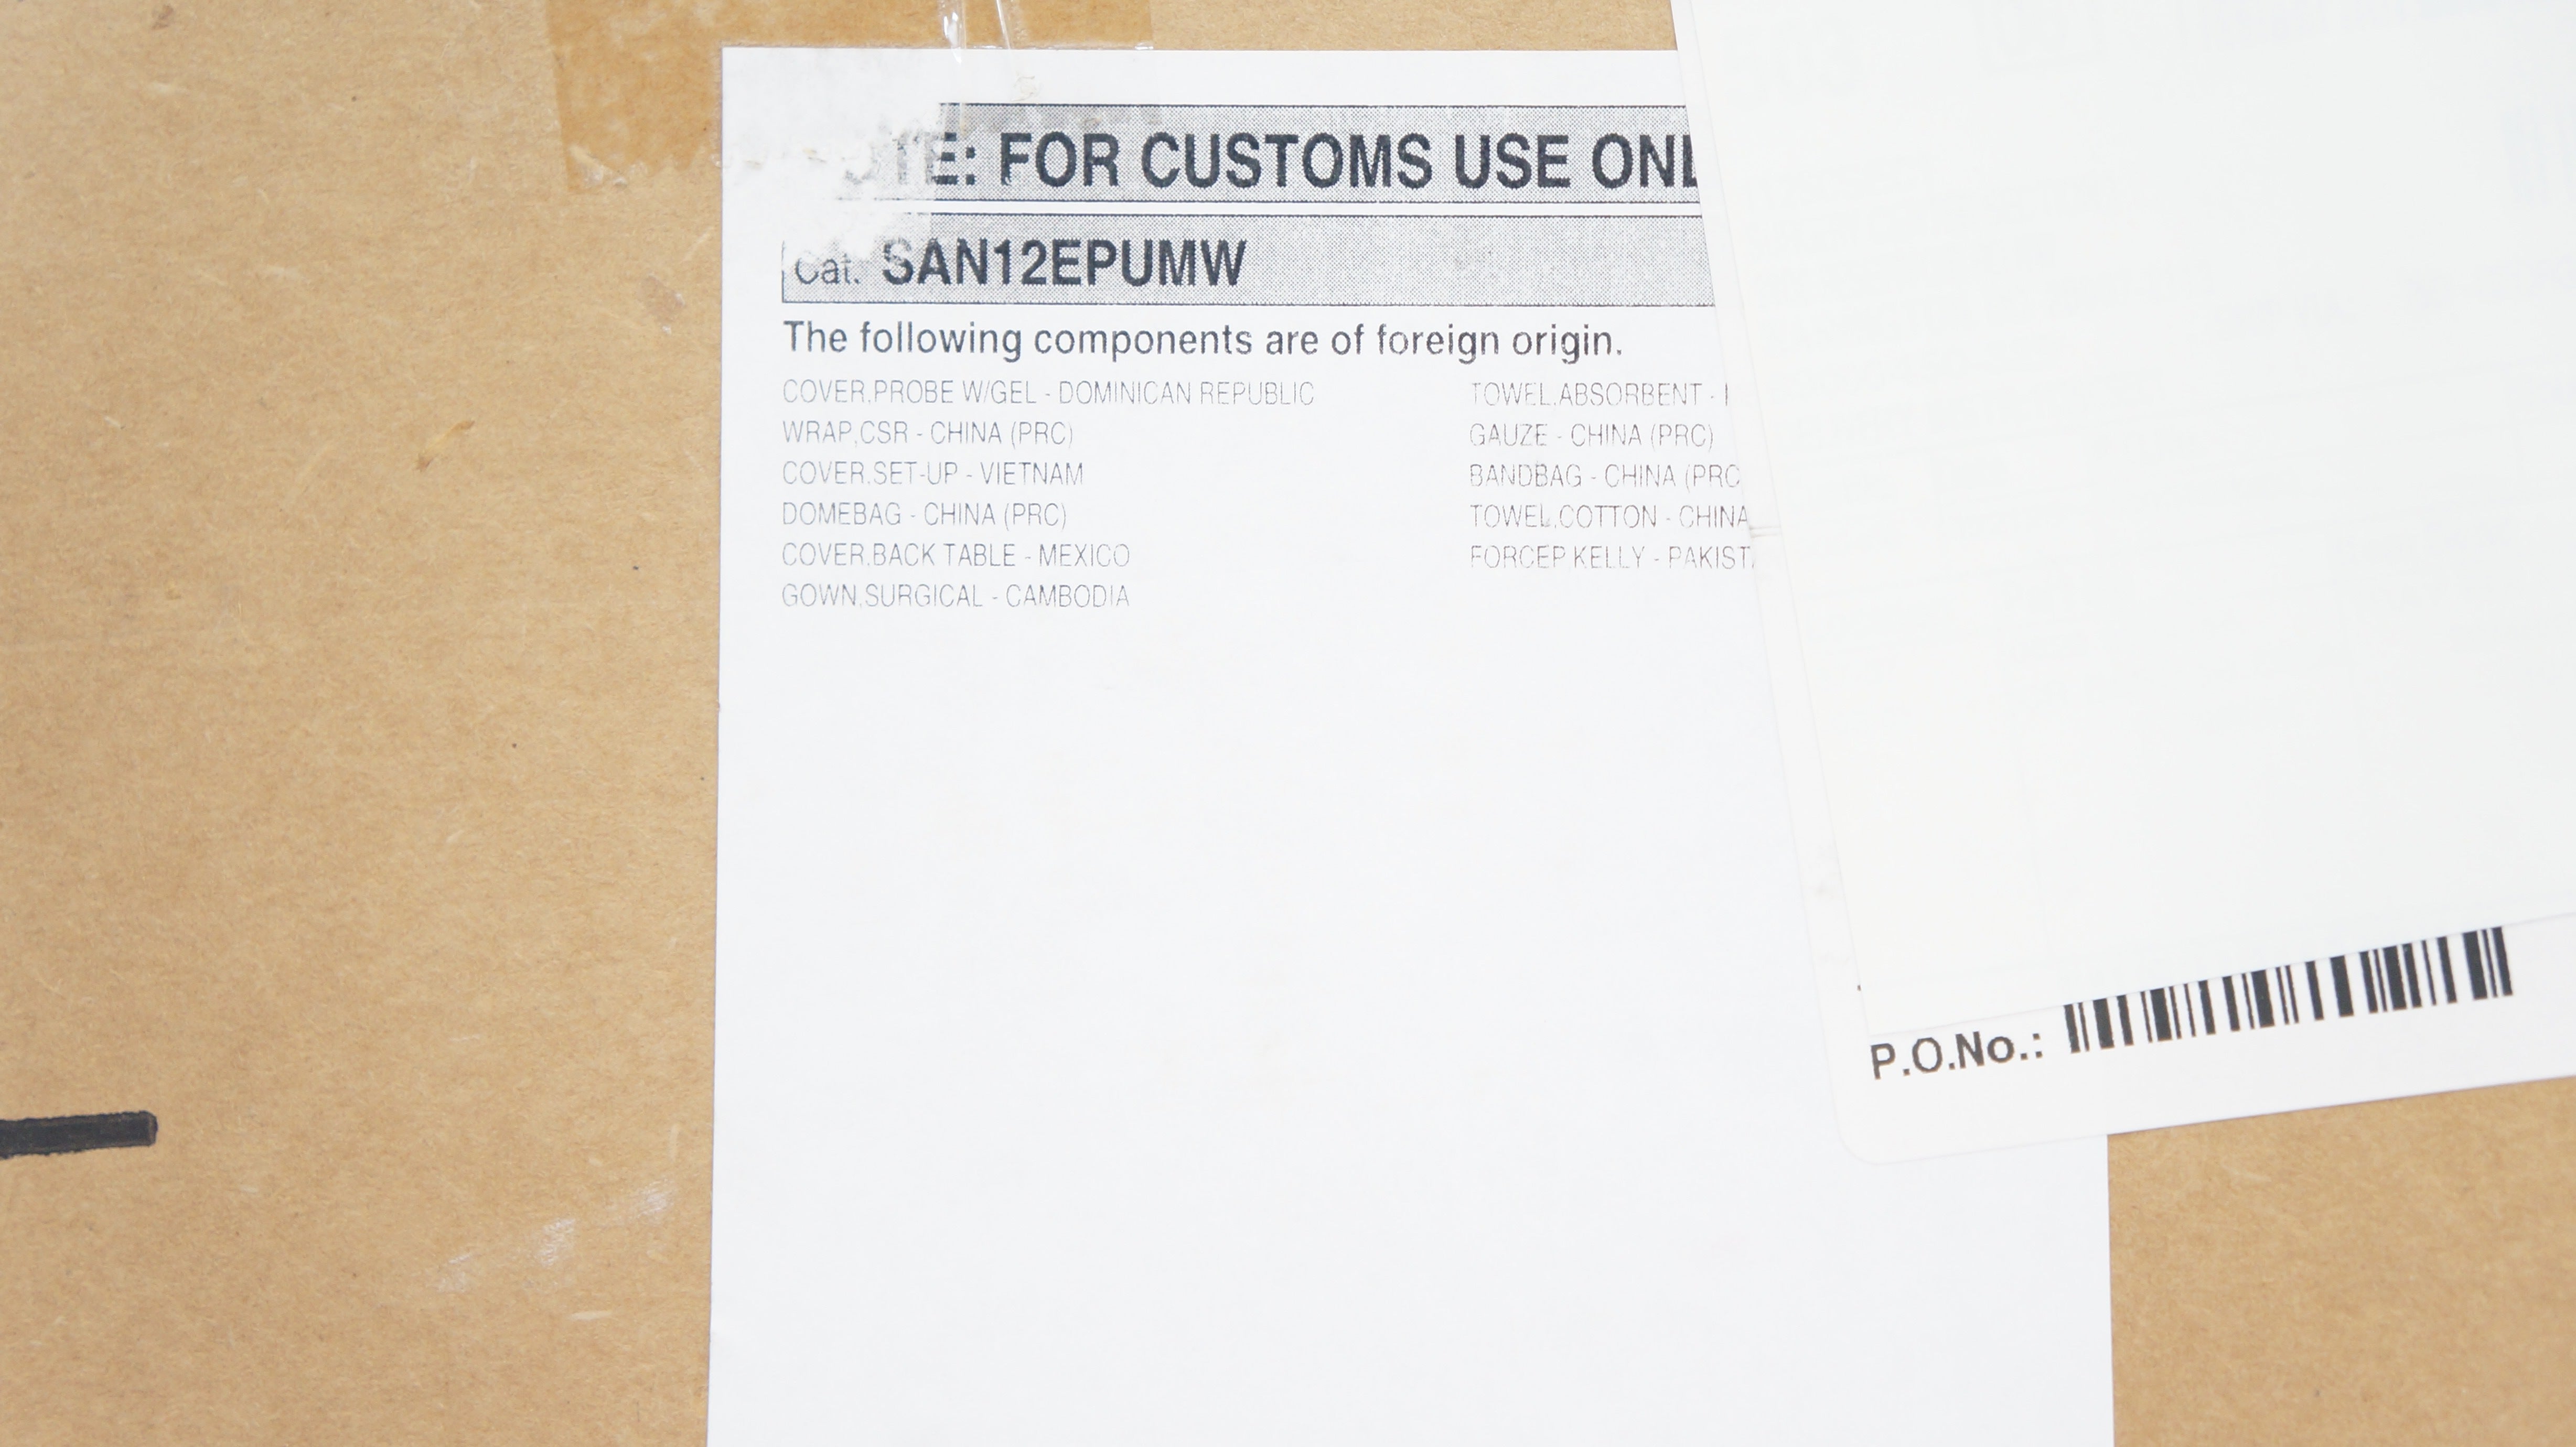 FOR CUSTOMS USE
Cat. SAN12EPUMW
The following components are of foreign origin.
COVER,PROBE W/GEL - DOMINICAN REPUBLIC
WRAP,CSR - CHINA (PRC)
COVER,SET-UP - VIETNAM
DOMEBAG - CHINA (PRC)
COVER,BACK TABLE - MEXICO
GOWN,SURGICAL - CAMBODIA
TOWEL,ABSORBENT -
GAUZE - CHINA (PRC)
BANDBAG - CHINA (PRC
TOWEL,COTTON - CHINA
FORCEP KELLY -
P.O.No.: